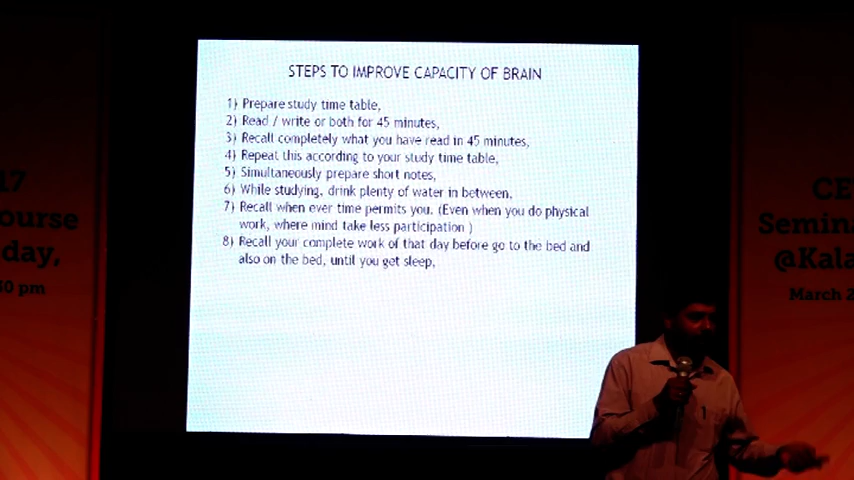 STEPS TO IMPROVE CAPACITY OF BRAIN
1) Prepare study time table,
2) Read / write or both for 45 minutes,
3) Recall completely what you have read in 45 minutes,
4) Repeat this according to your study time table,
5) Simultaneously prepare short notes,
6) While studying, drink plenty of water in between,
7) Recall when ever time permits you. (Even when you do physical
work, where mind take less participation )
8) Recall your complete work of that day before go to the bed and
also on the bed, until you get sleep,
17
ourse
day,
30 pm
CE
Semina
@Kala
March 2